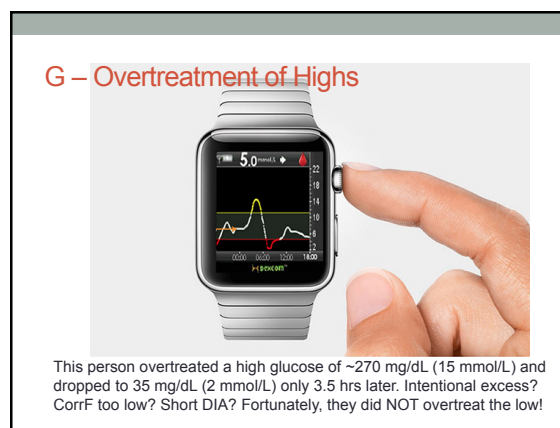 G – Overtreatment of Highs
5.0 mmol/L
22
18
14
10
6
2
00:00 06:00 12:00 18:00
DEXCOM™
This person overtreated a high glucose of ~270 mg/dL (15 mmol/L) and
dropped to 35 mg/dL (2 mmol/L) only 3.5 hrs later. Intentional excess?
CorrF too low? Short DIA? Fortunately, they did NOT overtreat the low!